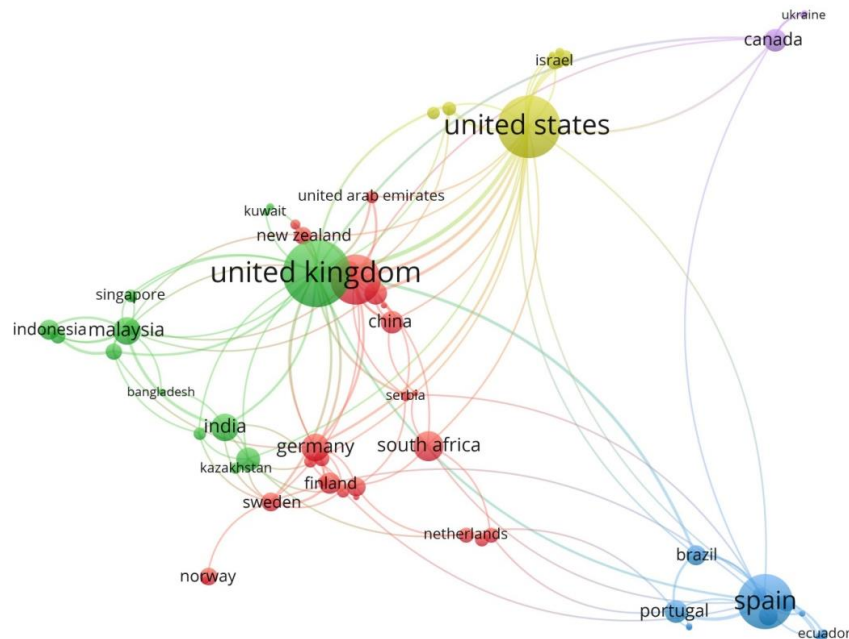 ukraine
canada
israel
united states
united arab emirates
kuwait
new zealand
united kingdom
singapore
china
indonesia
malaysia
bangladesh
serbia
india
germany
south africa
kazakhstan
finland
sweden
netherlands
brazil
norway
spain
portugal
ecuador